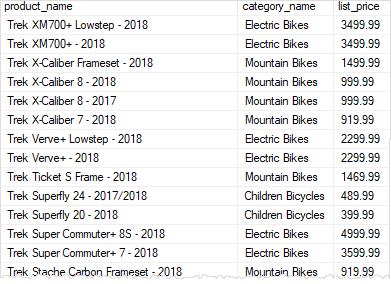 product_name category_name list_price
Trek XM700+ Lowstep - 2018 Electric Bikes 3499.99
Trek XM700+ - 2018 Electric Bikes 3499.99
Trek X-Caliber Frameset - 2018 Mountain Bikes 1499.99
Trek X-Caliber 8 - 2018 Mountain Bikes 999.99
Trek X-Caliber 8 - 2017 Mountain Bikes 999.99
Trek X-Caliber 7 - 2018 Mountain Bikes 919.99
Trek Verve+ Lowstep - 2018 Electric Bikes 2299.99
Trek Verve+ - 2018 Electric Bikes 2299.99
Trek Ticket S Frame - 2018 Mountain Bikes 1469.99
Trek Superfly 24 - 2017/2018 Children Bicycles 489.99
Trek Superfly 20 - 2018 Children Bicycles 399.99
Trek Super Commuter+ 8S - 2018 Electric Bikes 4999.99
Trek Super Commuter+ 7 - 2018 Electric Bikes 3599.99
Trek Stache Carbon Frameset - 2018 Mountain Bikes 919.99